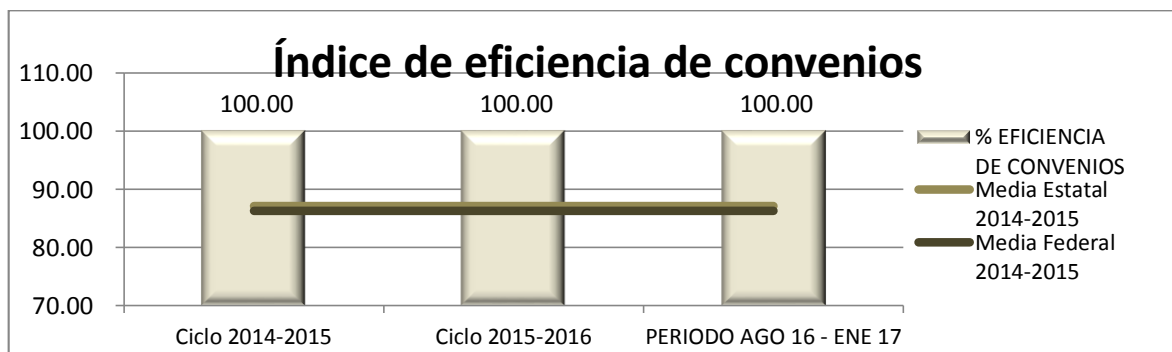 Índice de eficiencia de convenios
110.00
100.00
90.00
80.00
70.00
100.00
100.00
100.00
Ciclo 2014-2015
Ciclo 2015-2016
PERIODO AGO 16 - ENE 17
% EFICIENCIA
DE CONVENIOS
Media Estatal
2014-2015
Media Federal
2014-2015